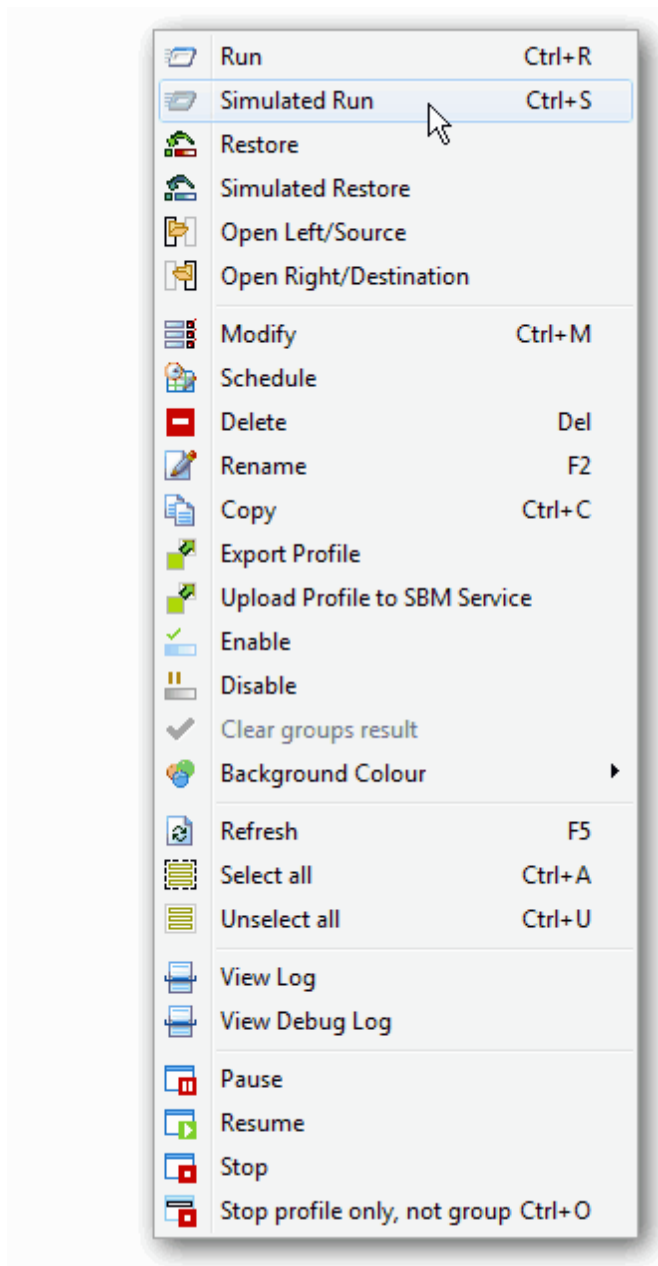 Run Ctrl+R
Simulated Run Ctrl+S
Restore
Simulated Restore
Open Left/Source
Open Right/Destination
Modify Ctrl+M
Schedule
Delete Del
Rename F2
Copy Ctrl+C
Export Profile
Upload Profile to SBM Service
Enable
Disable
Clear groups result
Background Colour
Refresh F5
Select all Ctrl+A
Unselect all Ctrl+U
View Log
View Debug Log
Pause
Resume
Stop
Stop profile only, not group Ctrl+O